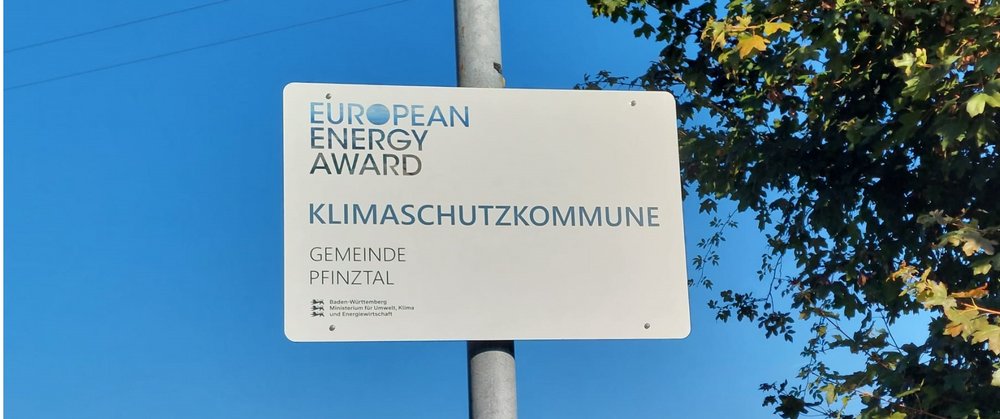 EUROPEAN
ENERGY
AWARD
KLIMASCHUTZKOMMUNE
GEMEINDE
PFINZTAL
Baden-Württemberg
Ministerium für Umwelt, Klima
und Energiewirtschaft